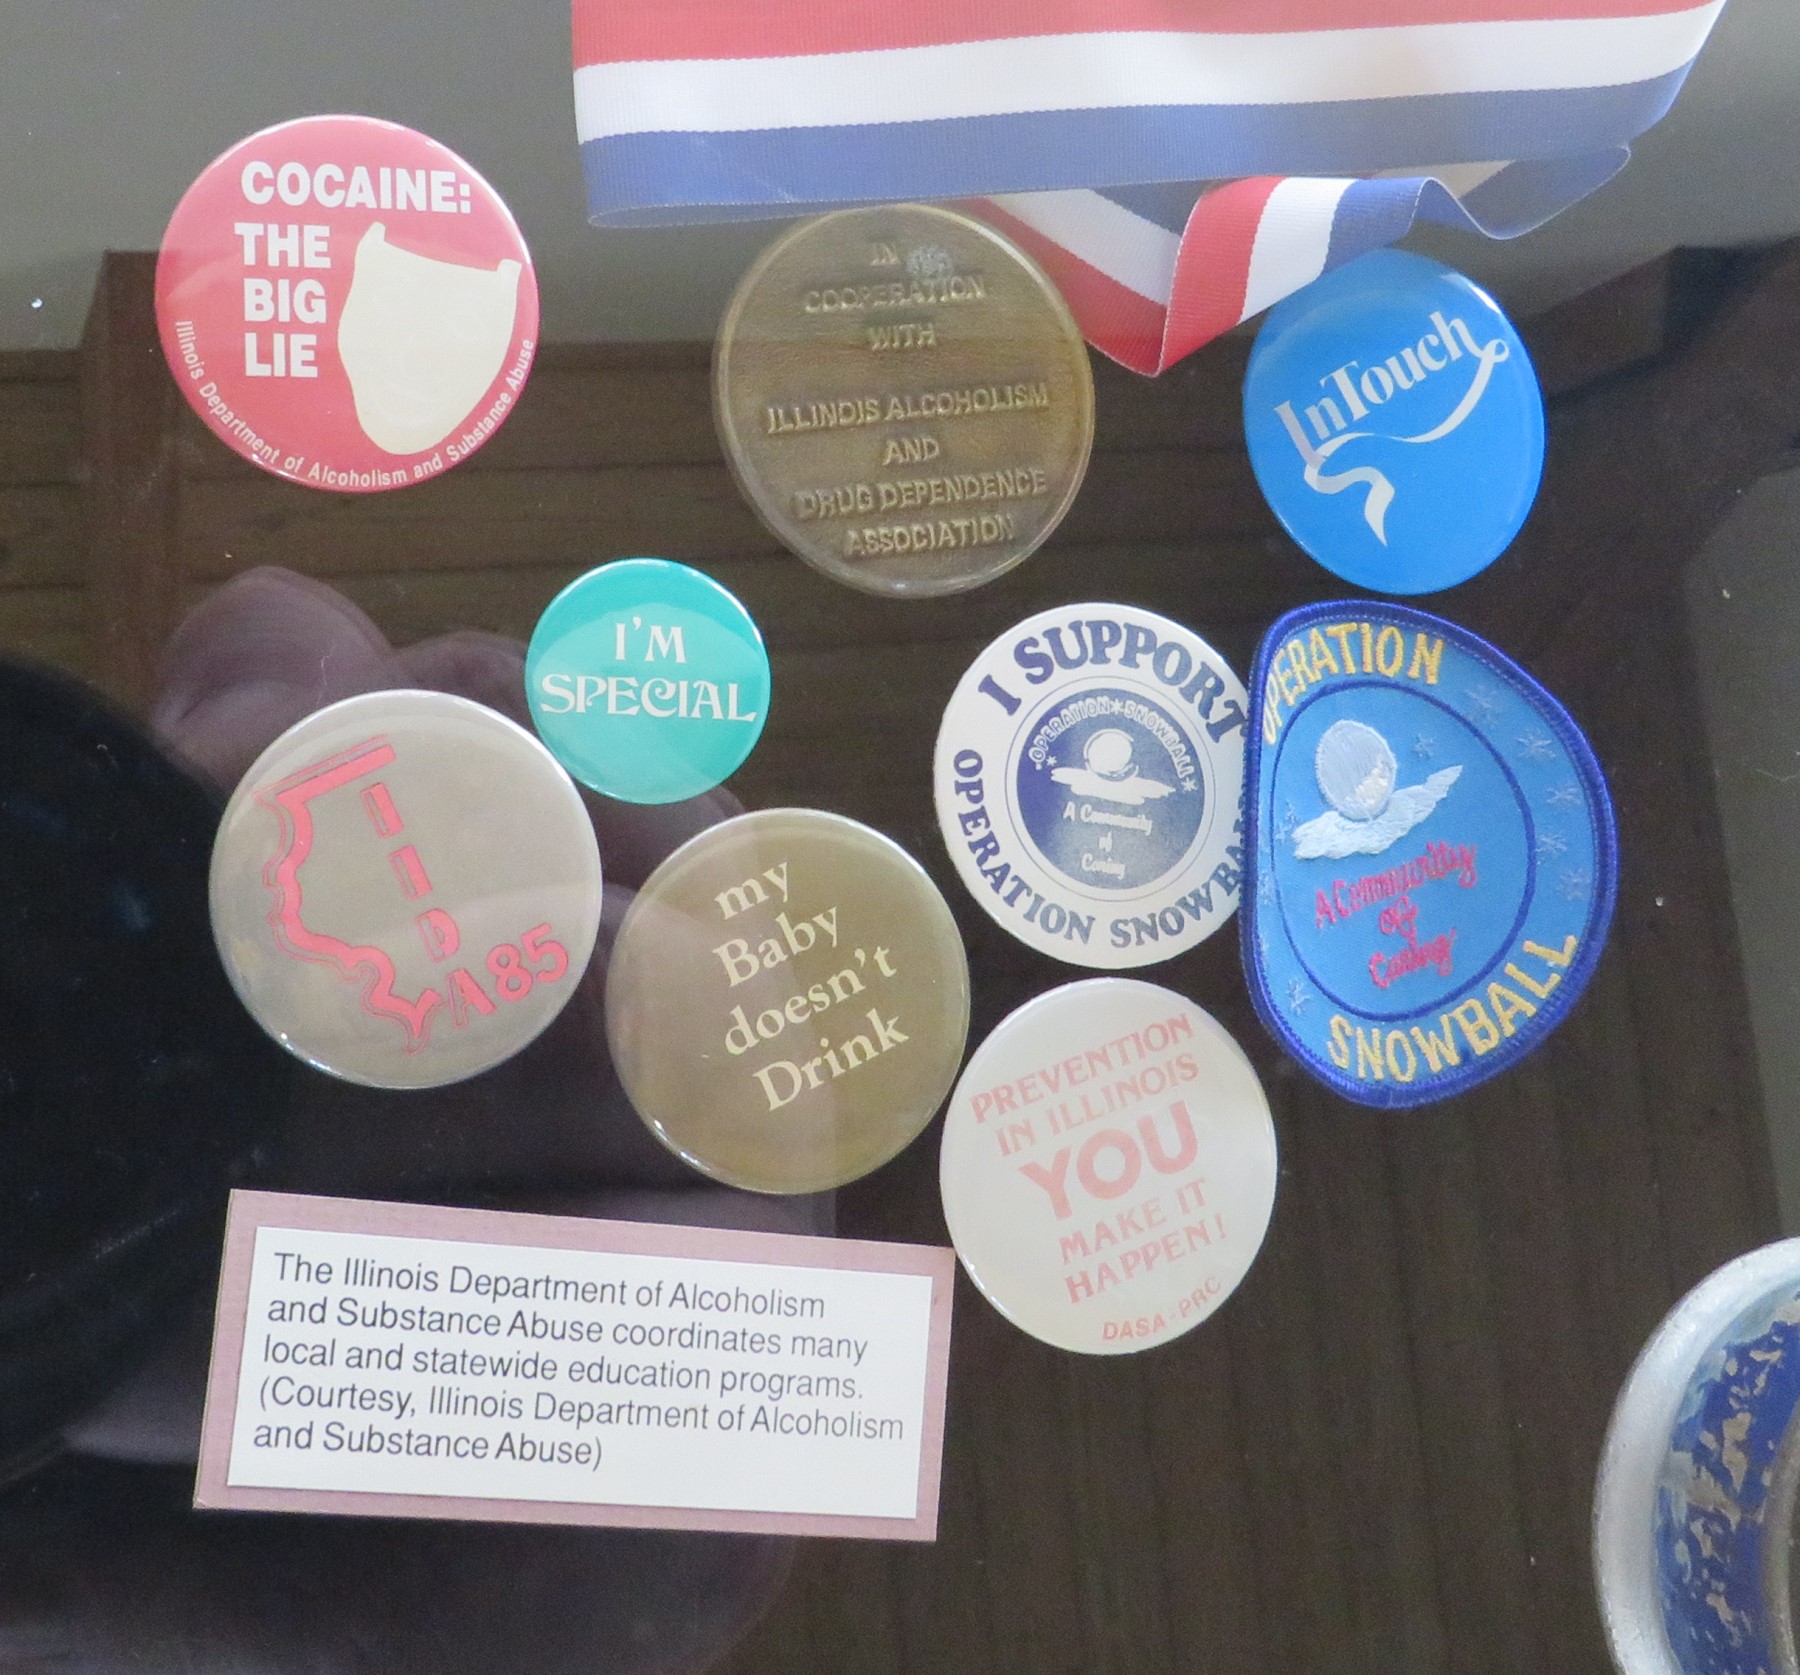 COCAINE:
THE
BIG
LIE
Illinois Department of Alcoholism and Substance Abuse
IN
COOPERATION
WITH
ILLINOIS ALCOHOLISM
AND
DRUG DEPENDENCE
ASSOCIATION
InTouch
I'M
SPECIAL
I SUPPORT
OPERATION SNOWBALL
A Community
of
Caring
OPERATION SNOWBALL
OPERATION
A Community
of
Caring
SNOWBALL
I
I
D
A85
my
Baby
doesn't
Drink
PREVENTION
IN ILLINOIS
YOU
MAKE IT
HAPPEN!
DASA-PRC
The Illinois Department of Alcoholism
and Substance Abuse coordinates many
local and statewide education programs.
(Courtesy, Illinois Department of Alcoholism
and Substance Abuse)